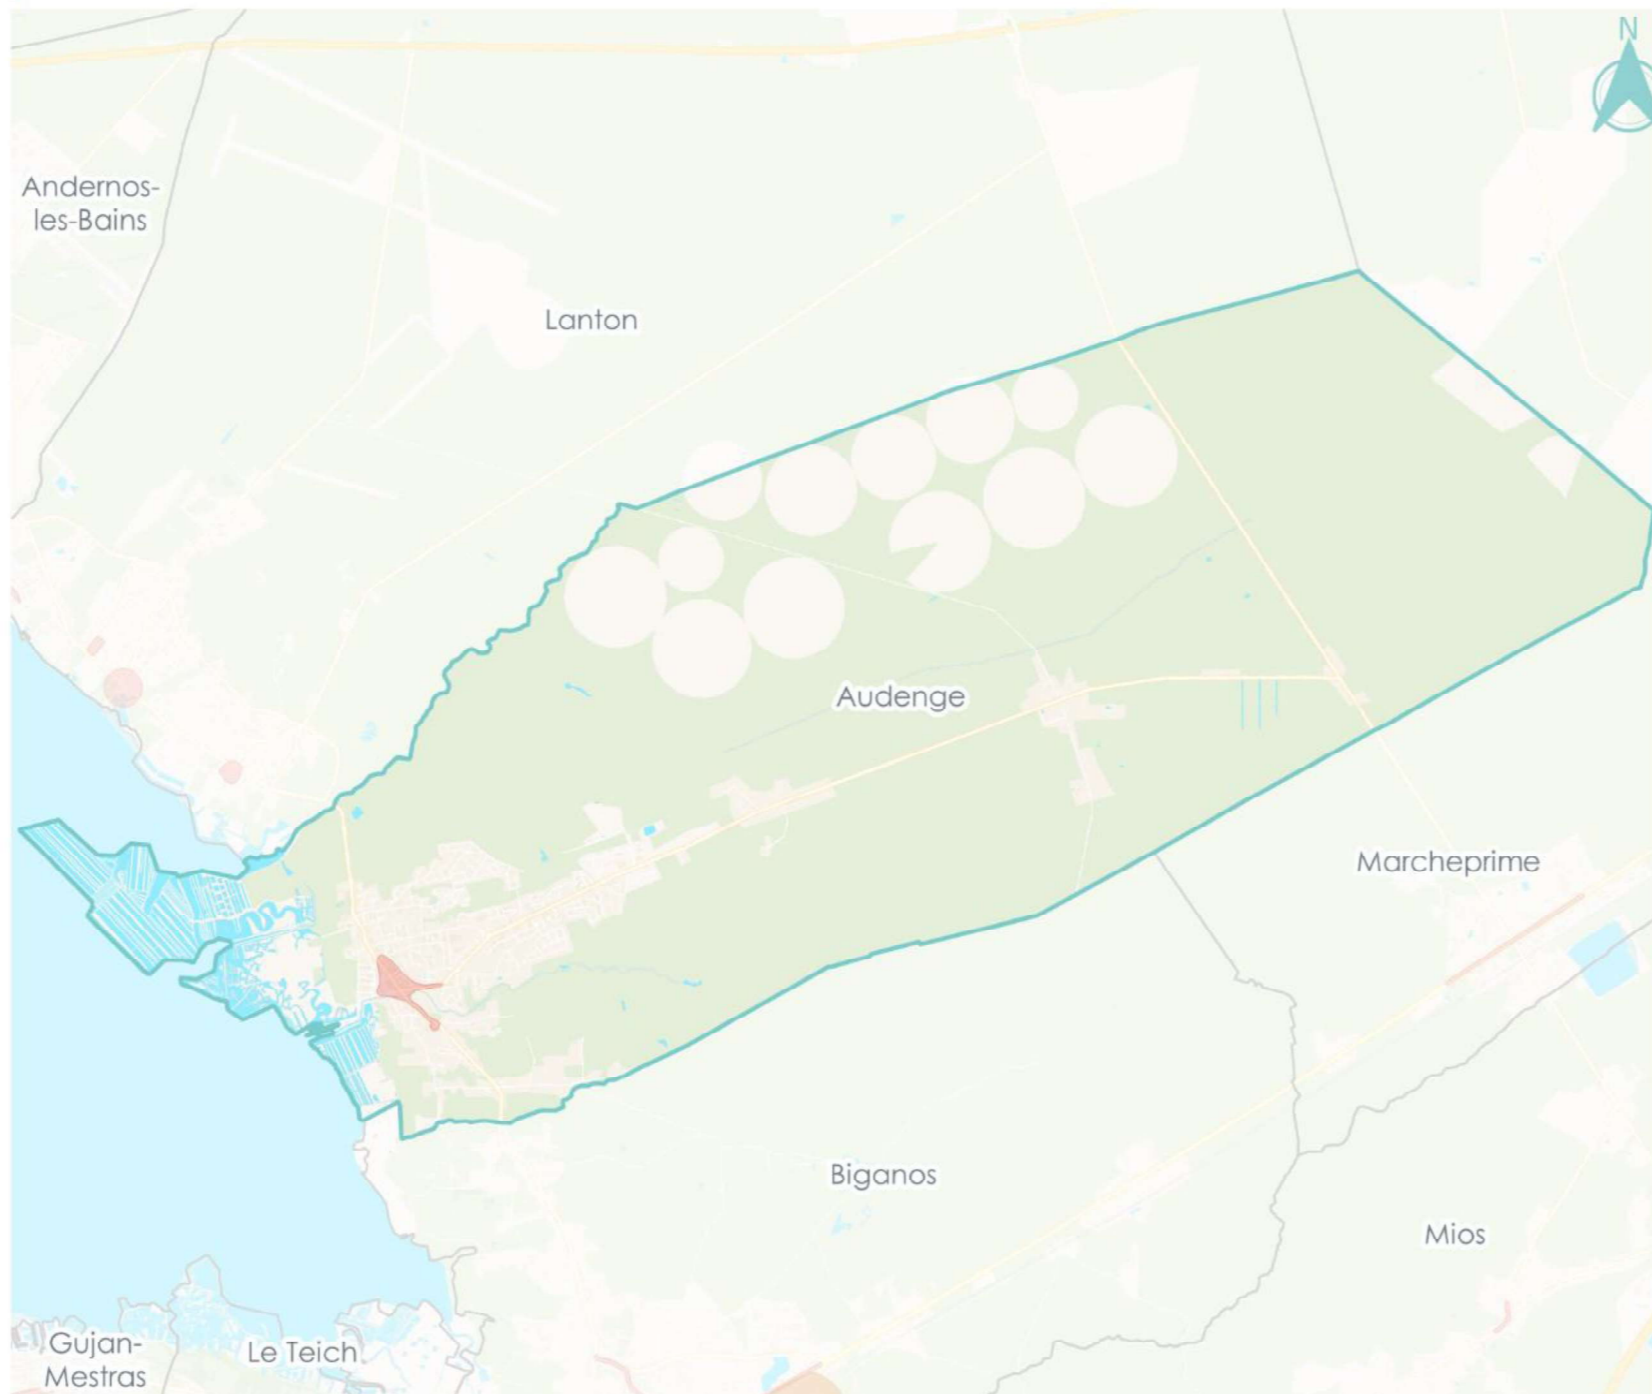 N
Andernos-
les-Bains
Lanton
Audenge
Marcheprime
Biganos
Mios
Gujan-
Mestras
Le Teich